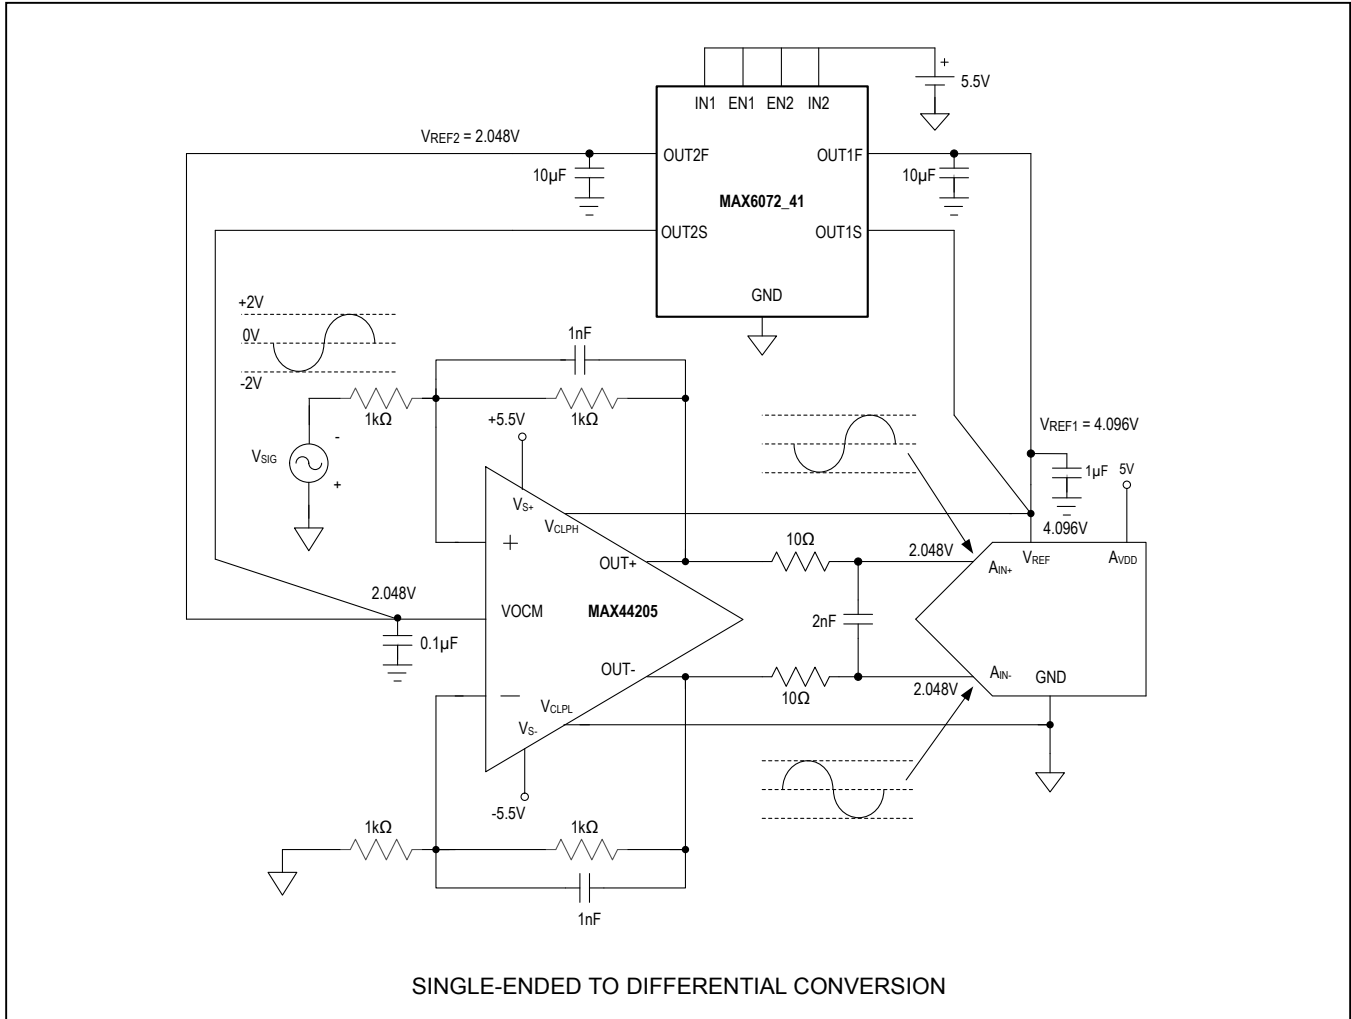 +
5.5V
IN1 EN1 EN2 IN2
VREF2 = 2.048V
OUT2F
OUT1F
10µF
10µF
MAX6072_41
OUT2S
OUT1S
GND
+2V
0V
-2V
1nF
1kΩ
1kΩ
+5.5V
VREF1 = 4.096V
1µF
5V
VSIG
-
+
VS+
VCLPH
4.096V
+
10Ω
2.048V
VREF
AVDD
OUT+
AIN+
2.048V
VOCM
MAX44205
2nF
0.1µF
OUT-
AIN-
GND
—
10Ω
2.048V
VCLPL
VS-
-5.5V
1kΩ
1kΩ
1nF
SINGLE-ENDED TO DIFFERENTIAL CONVERSION